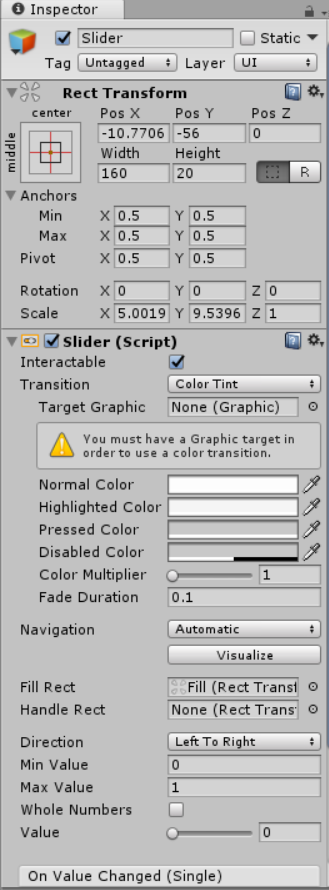 Inspector
Slider Static
Tag Untagged Layer UI
Rect Transform
center Pos X Pos Y Pos Z
middle -10.7706 -56 0
Width Height
160 20 R
Anchors
Min X 0.5 Y 0.5
Max X 0.5 Y 0.5
Pivot X 0.5 Y 0.5
Rotation X 0 Y 0 Z 0
Scale X 5.0019 Y 9.5396 Z 1
Slider (Script)
Interactable
Transition Color Tint
Target Graphic None (Graphic)
You must have a Graphic target in
order to use a color transition.
Normal Color
Highlighted Color
Pressed Color
Disabled Color
Color Multiplier 1
Fade Duration 0.1
Navigation Automatic
Visualize
Fill Rect Fill (Rect Transf
Handle Rect None (Rect Trans
Direction Left To Right
Min Value 0
Max Value 1
Whole Numbers
Value 0
On Value Changed (Single)